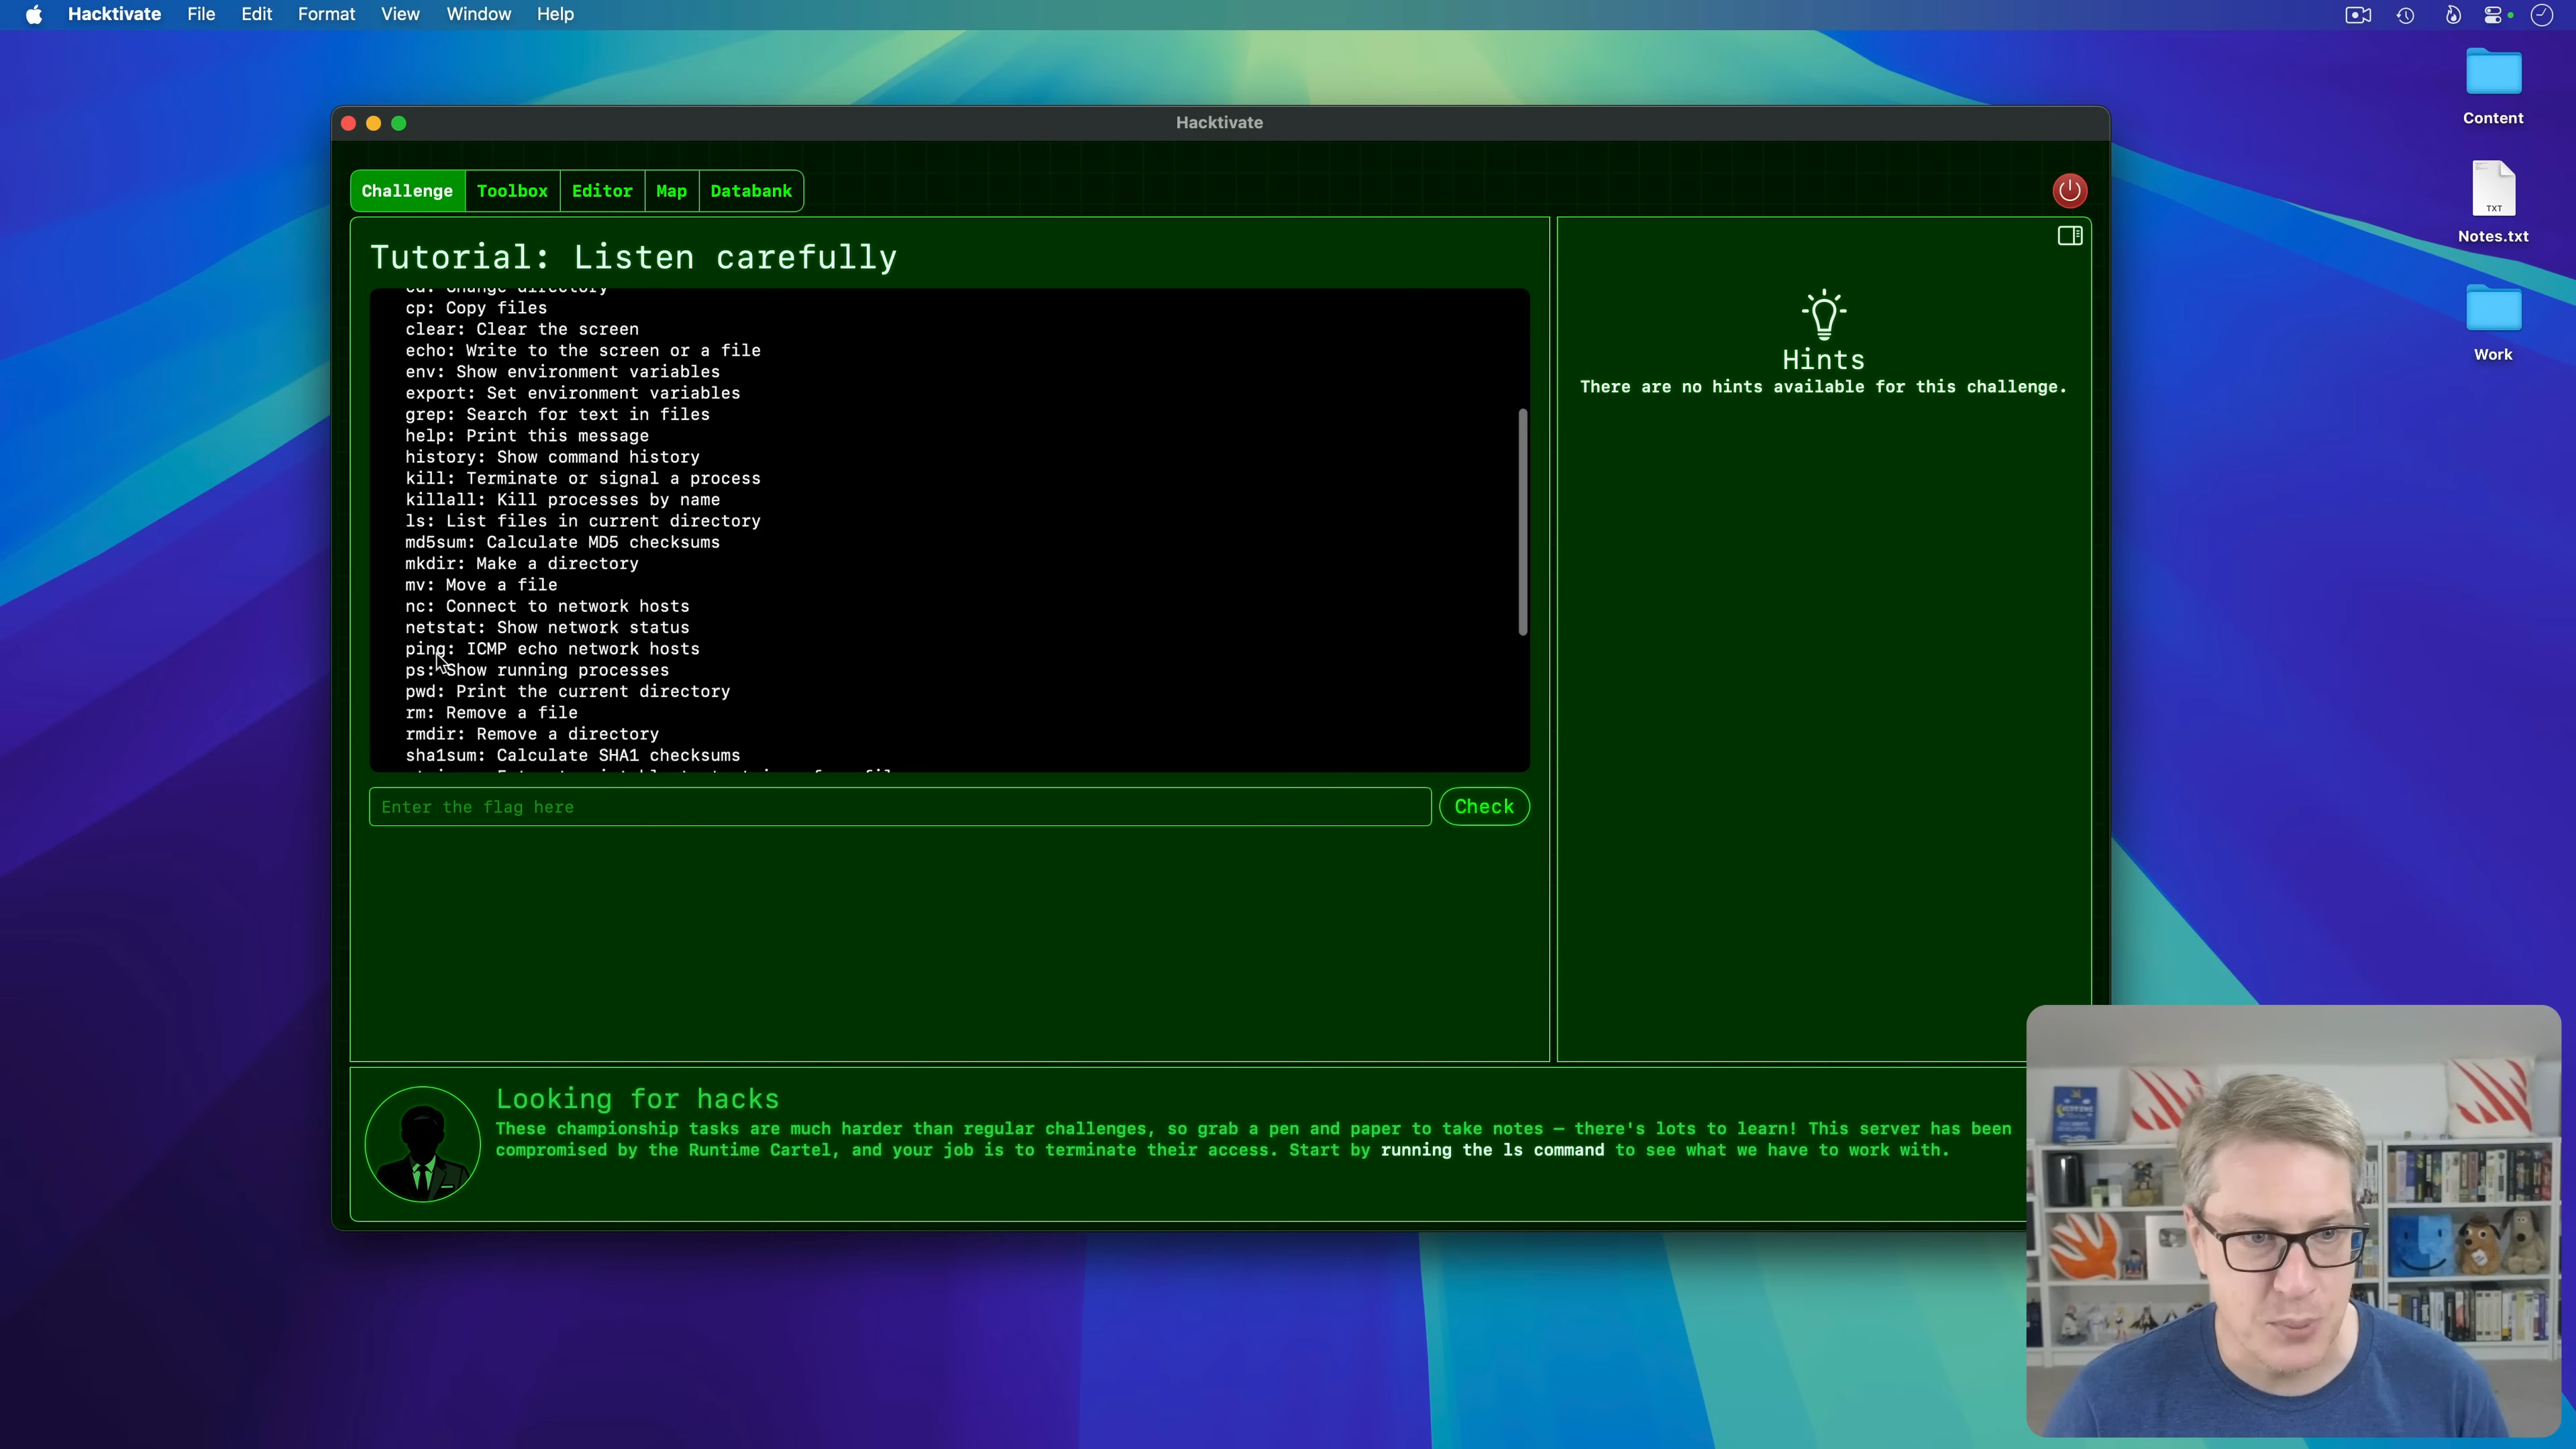 Hacktivate File Edit Format View Window Help
Content
TXT
Notes.txt
Work
Hacktivate
Challenge Toolbox Editor Map Databank
Tutorial: Listen carefully
cd: Change directory
cp: Copy files
clear: Clear the screen
echo: Write to the screen or a file
env: Show environment variables
export: Set environment variables
grep: Search for text in files
help: Print this message
history: Show command history
kill: Terminate or signal a process
killall: Kill processes by name
ls: List files in current directory
md5sum: Calculate MD5 checksums
mkdir: Make a directory
mv: Move a file
nc: Connect to network hosts
netstat: Show network status
ping: ICMP echo network hosts
ps: Show running processes
pwd: Print the current directory
rm: Remove a file
rmdir: Remove a directory
sha1sum: Calculate SHA1 checksums
Enter the flag here
Check
Hints
There are no hints available for this challenge.
Looking for hacks
These championship tasks are much harder than regular challenges, so grab a pen and paper to take notes — there's lots to learn! This server has been
compromised by the Runtime Cartel, and your job is to terminate their access. Start by running the ls command to see what we have to work with.